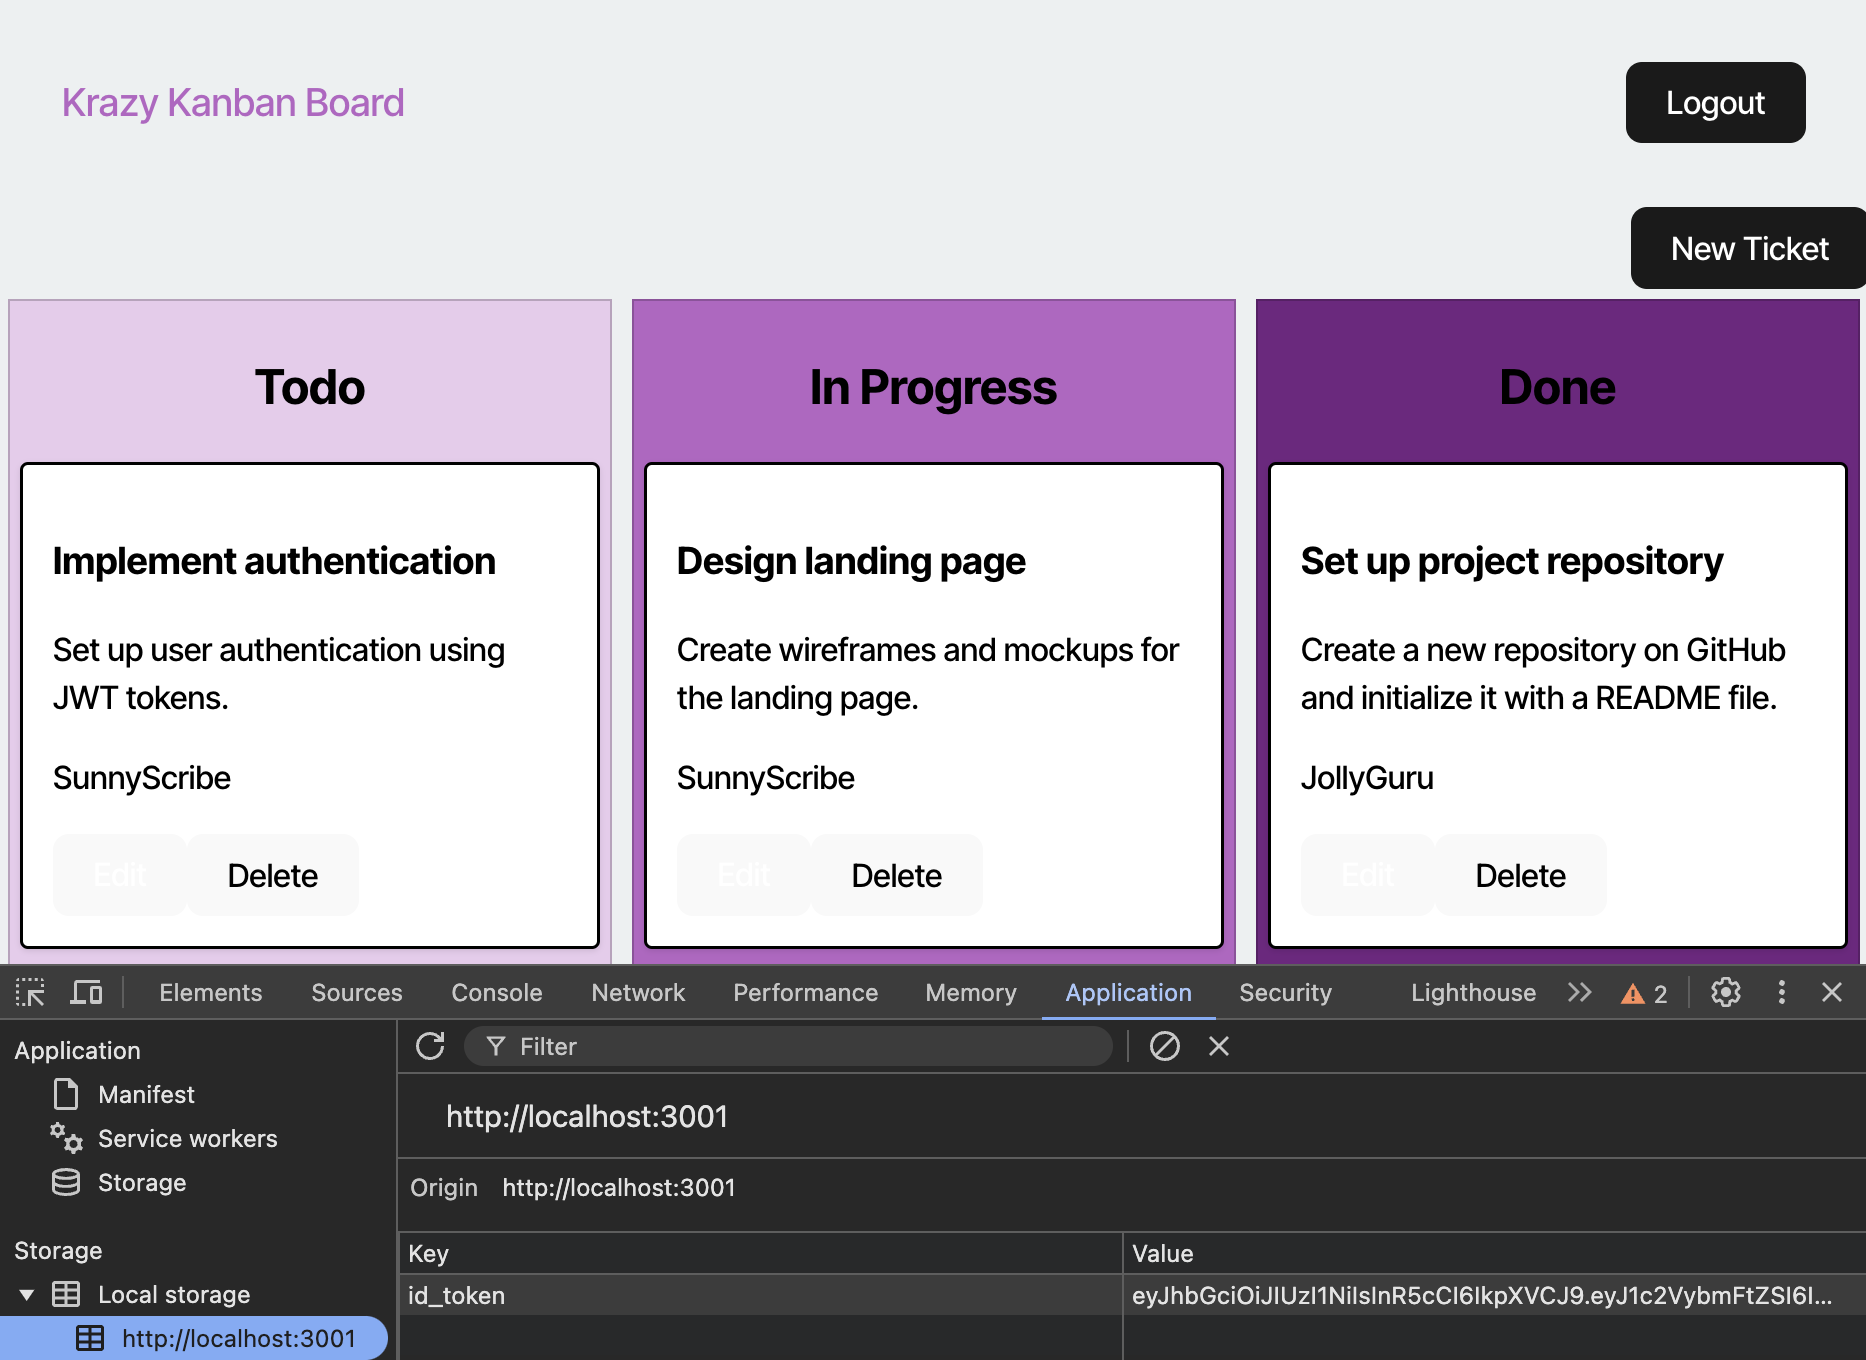 Krazy Kanban Board
Logout
New Ticket
Todo
Implement authentication
Set up user authentication using
JWT tokens.
SunnyScribe
Edit Delete
In Progress
Design landing page
Create wireframes and mockups for
the landing page.
SunnyScribe
Edit Delete
Done
Set up project repository
Create a new repository on GitHub
and initialize it with a README file.
JollyGuru
Edit Delete
Elements Sources Console Network Performance Memory Application Security Lighthouse 2
Application
Manifest
Service workers
Storage
Storage
Local storage
http://localhost:3001
Filter
http://localhost:3001
Origin http://localhost:3001
Key Value
id_token eyJhbGciOiJIUzI1NiIsInR5cCI6IkpXVCJ9.eyJ1c2VybmFtZSI6I...